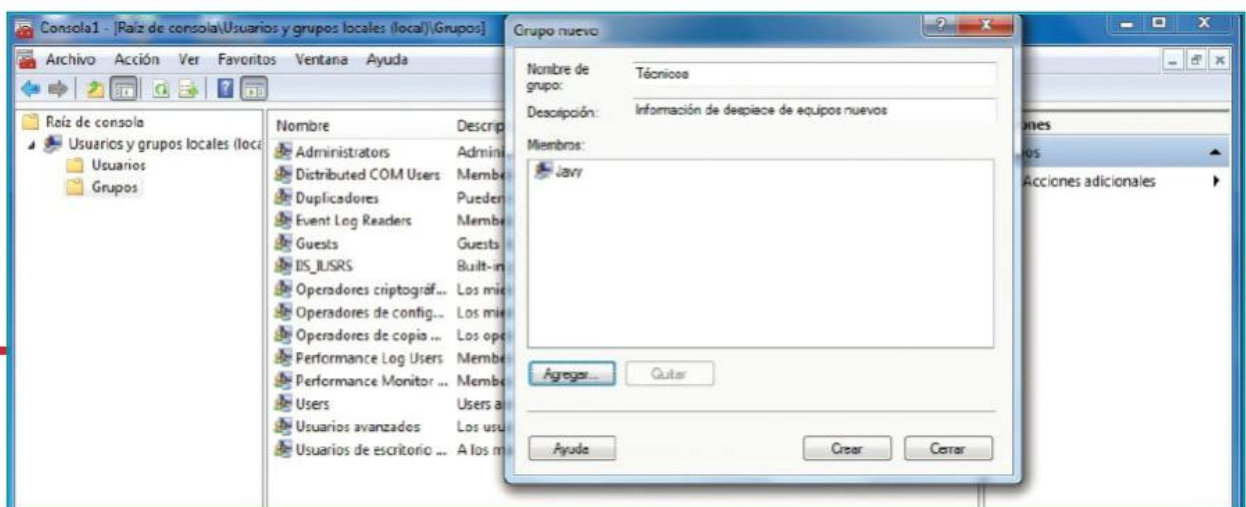 Consola1 - [Raíz de consola\Usuarios y grupos locales (local)\Grupos]
Archivo Acción Ver Favoritos Ventana Ayuda
Raíz de consola
Usuarios y grupos locales (loca
Usuarios
Grupos
Nombre Descrip
Administrators Admini
Distributed COM Users Membe
Duplicadores Pueden
Event Log Readers Membe
Guests Guests
IIS_IUSRS Built-in
Operadores criptográf... Los mie
Operadores de config... Los mie
Operadores de copia ... Los ope
Performance Log Users Membe
Performance Monitor ... Membe
Users Users a
Usuarios avanzados Los usu
Usuarios de escritorio ... A los m
Grupo nuevo
Nombre de grupo: Técnicos
Descripción: Información de despiece de equipos nuevos
Miembros:
Javy
Agregar... Quitar
Ayuda Crear Cerrar
ones
os
Acciones adicionales